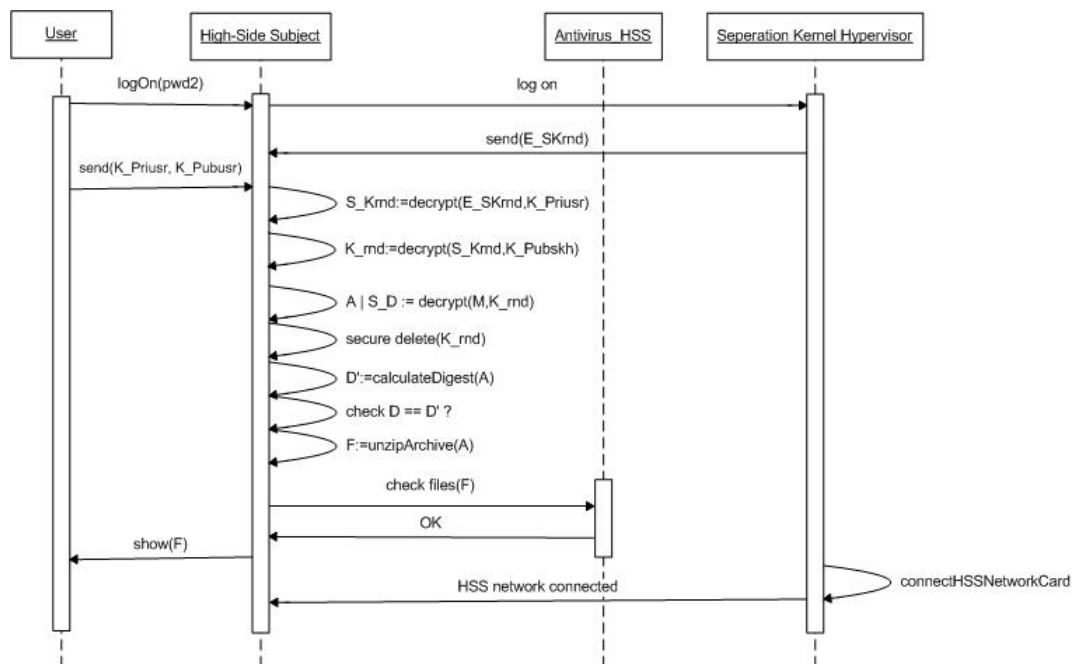 User
High-Side Subject
Antivirus_HSS
Seperation Kernel Hypervisor
logOn(pwd2)
log on
send(E_SKrnd)
send(K_Priusr, K_Pubusr)
S_Krnd:=decrypt(E_SKrnd,K_Priusr)
K_rnd:=decrypt(S_Krnd,K_Pubskh)
A | S_D := decrypt(M,K_rnd)
secure delete(K_rnd)
D':=calculateDigest(A)
check D == D' ?
F:=unzipArchive(A)
check files(F)
OK
show(F)
connectHSSNetworkCard
HSS network connected